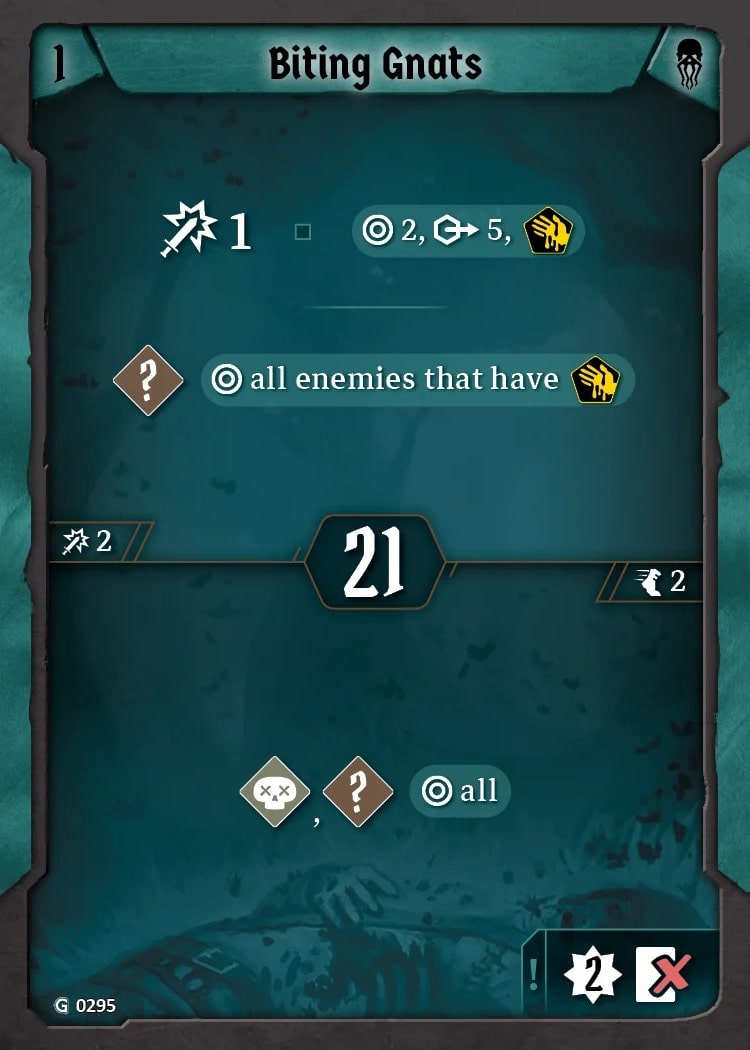 1
Biting Gnats
1 2, 5,
? all enemies that have
2
21
2
, ? all
! 2
G 0295